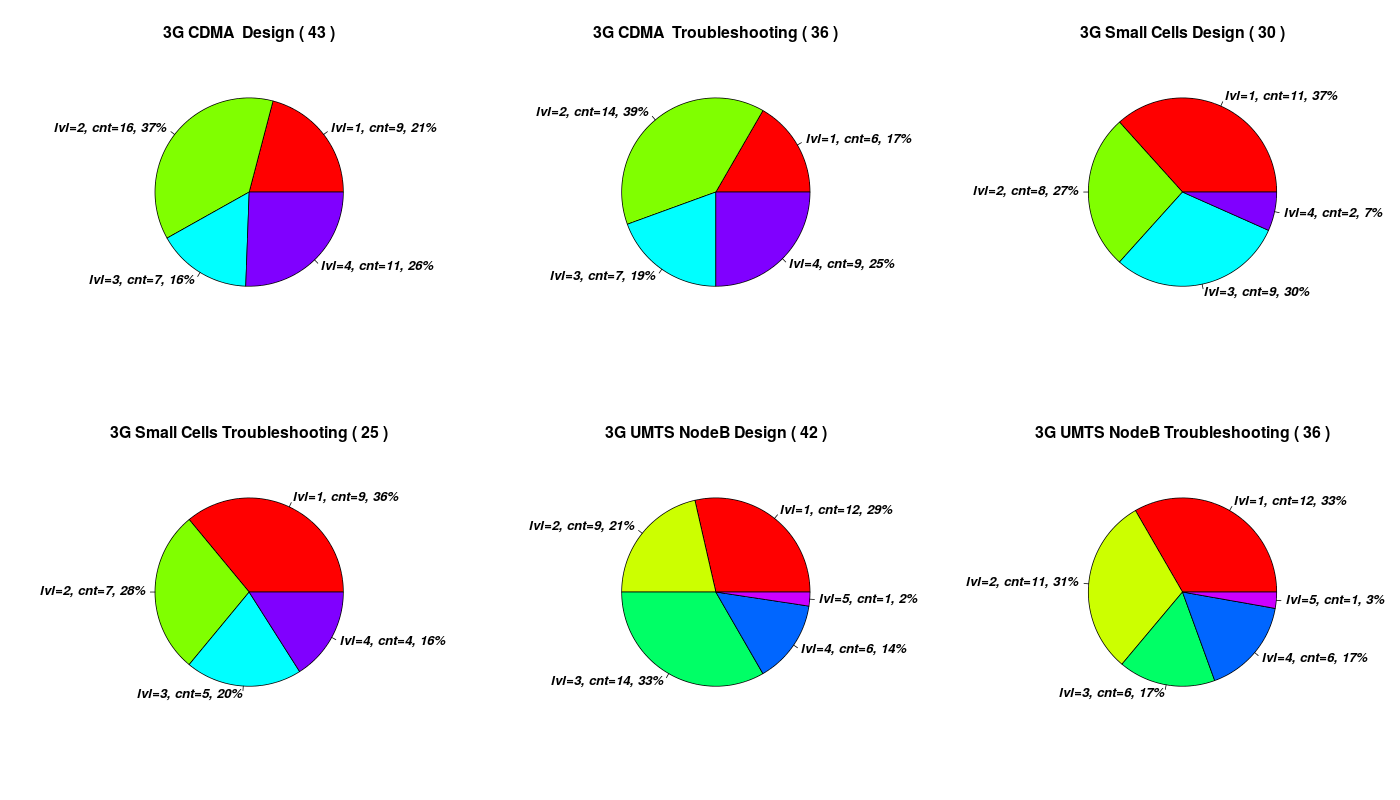 3G CDMA  Design ( 43 )
lvl=1, cnt=9, 21%
lvl=2, cnt=16, 37%
lvl=3, cnt=7, 16%
lvl=4, cnt=11, 26%
3G CDMA  Troubleshooting ( 36 )
lvl=1, cnt=6, 17%
lvl=2, cnt=14, 39%
lvl=3, cnt=7, 19%
lvl=4, cnt=9, 25%
3G Small Cells Design ( 30 )
lvl=1, cnt=11, 37%
lvl=2, cnt=8, 27%
lvl=3, cnt=9, 30%
lvl=4, cnt=2, 7%
3G Small Cells Troubleshooting ( 25 )
lvl=1, cnt=9, 36%
lvl=2, cnt=7, 28%
lvl=3, cnt=5, 20%
lvl=4, cnt=4, 16%
3G UMTS NodeB Design ( 42 )
lvl=1, cnt=12, 29%
lvl=2, cnt=9, 21%
lvl=3, cnt=14, 33%
lvl=4, cnt=6, 14%
lvl=5, cnt=1, 2%
3G UMTS NodeB Troubleshooting ( 36 )
lvl=1, cnt=12, 33%
lvl=2, cnt=11, 31%
lvl=3, cnt=6, 17%
lvl=4, cnt=6, 17%
lvl=5, cnt=1, 3%